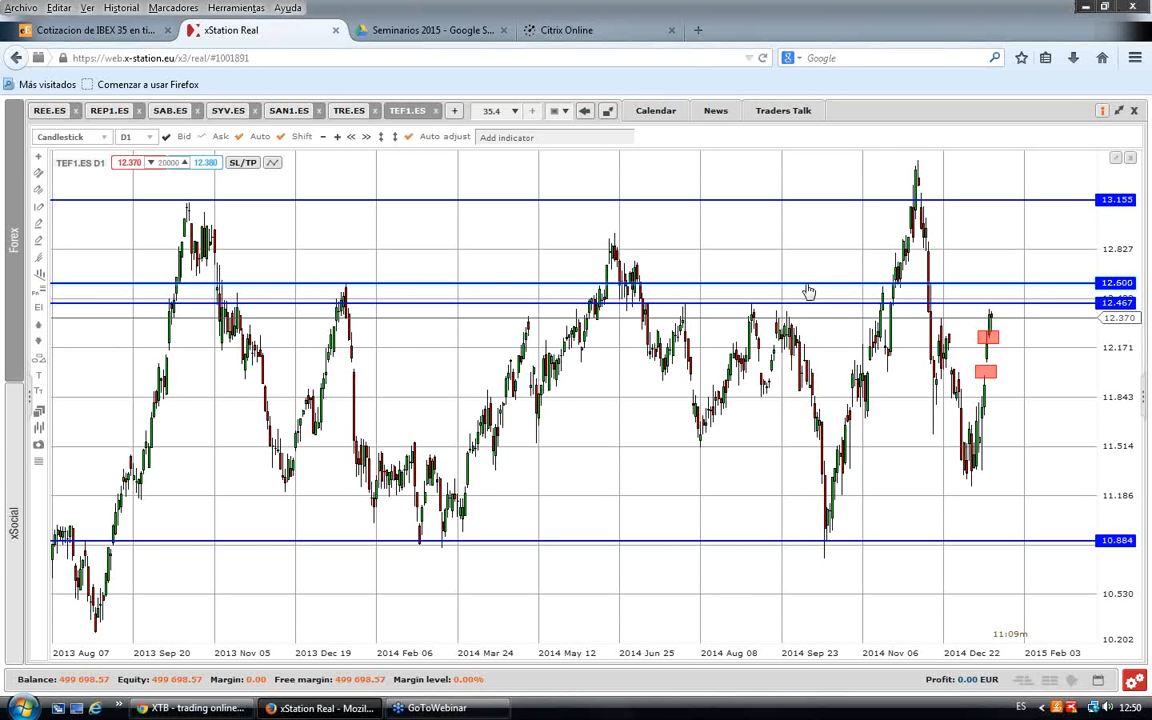 Archivo Editar Ver Historial Marcadores Herramientas Ayuda
Cotizacion de IBEX 35 en ti... xStation Real Seminarios 2015 - Google S... Citrix Online
https://web.x-station.eu/x3/real/#1001891 Google
Más visitados Comenzar a usar Firefox
REE.ES REP1.ES SAB.ES SYV.ES SAN1.ES TRE.ES TEF1.ES 35.4 Calendar News Traders Talk
Candlestick D1 Bid Ask Auto Shift Auto adjust Add indicator
TEF1.ES D1 12.370 20000 12.380 SL/TP
13.155
12.827
12.600
12.467
12.370
12.171
11.843
11.514
11.186
10.884
10.530
10.202
11:09m
2013 Aug 07 2013 Sep 20 2013 Nov 05 2013 Dec 19 2014 Feb 06 2014 Mar 24 2014 May 12 2014 Jun 25 2014 Aug 08 2014 Sep 23 2014 Nov 06 2014 Dec 22 2015 Feb 03
Forex
xSocial
Balance: 499 698.57 Equity: 499 698.57 Margin: 0.00 Free margin: 499 698.57 Margin level: 0.00% Profit: 0.00 EUR
XTB - trading online... xStation Real - Mozil... GoToWebinar ES 12:50